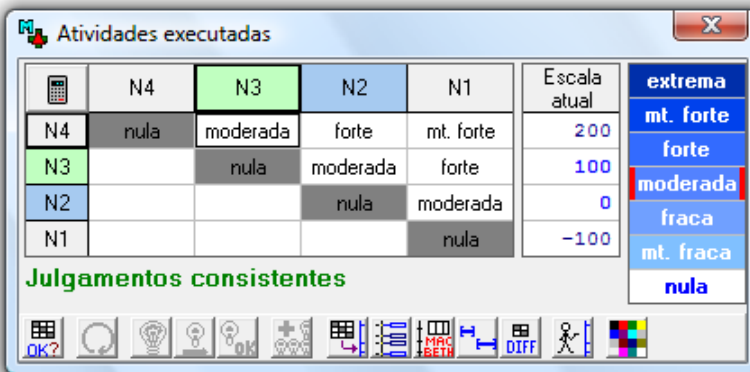 Atividades executadas
N4 N3 N2 N1 Escala atual
N4 nula moderada forte mt. forte 200
N3 nula moderada forte 100
N2 nula moderada 0
N1 nula -100
extrema
mt. forte
forte
moderada
fraca
mt. fraca
nula
Julgamentos consistentes
OK? OK MAC BETH DIFF